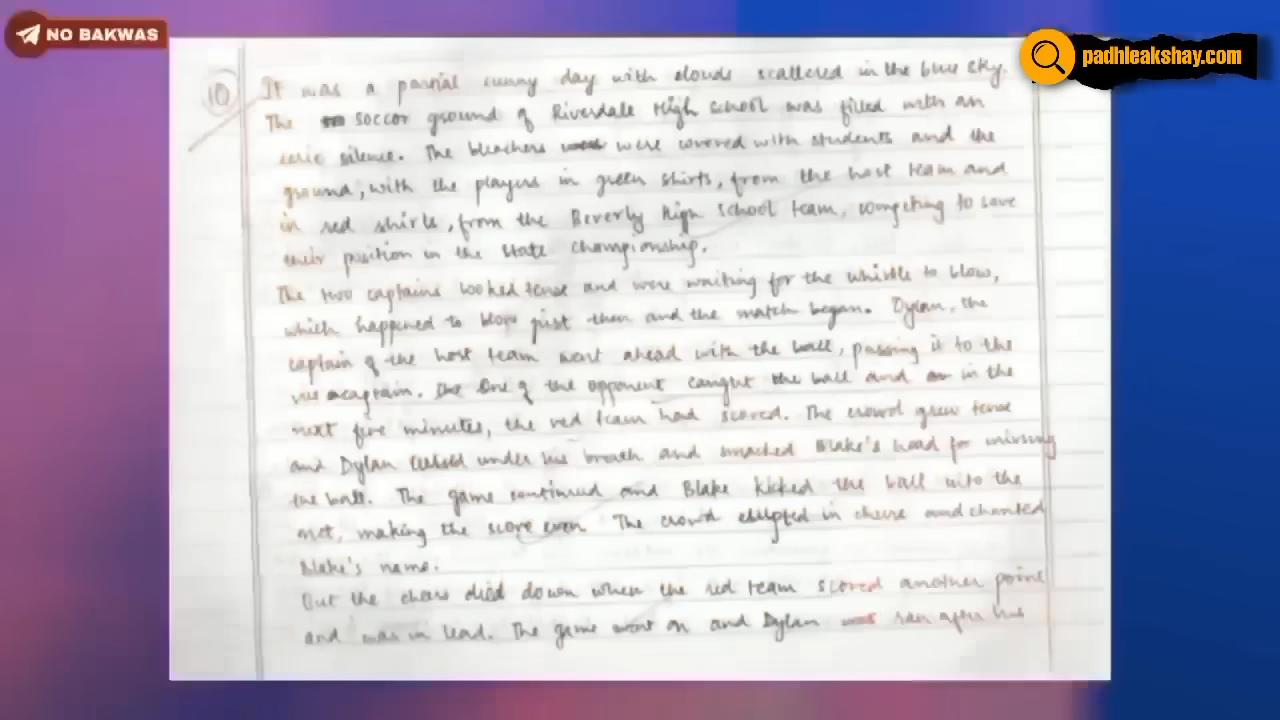 NO BAKWAS
padhleakshay.com
10
It was a partial sunny day with clouds scattered in the blue sky.
The soccor ground of Riverdale High school was filled with an
eerie silence. The bleachers were covered with students and the
ground, with the players in green shirts, from the host team and
in red shirts, from the Beverly High School team, competing to save
their position in the state championship.
The two captains looked tense and were waiting for the whistle to blow,
which happened to blow just then and the match began. Dylan, the
captain of the host team went ahead with the ball, passing it to the
One of the opponent caught the ball and in the
next five minutes, the red team had scored. The crowd grew tense
and Dylan cursed under his breath and smacked Blake's head for missing
the ball. The game continued and Blake kicked the ball into the
net, making the score even. The crowd in and chanted
Blake's name.
But the died down when the red team scored another point
and was in lead. The game went on and Dylan ran after his